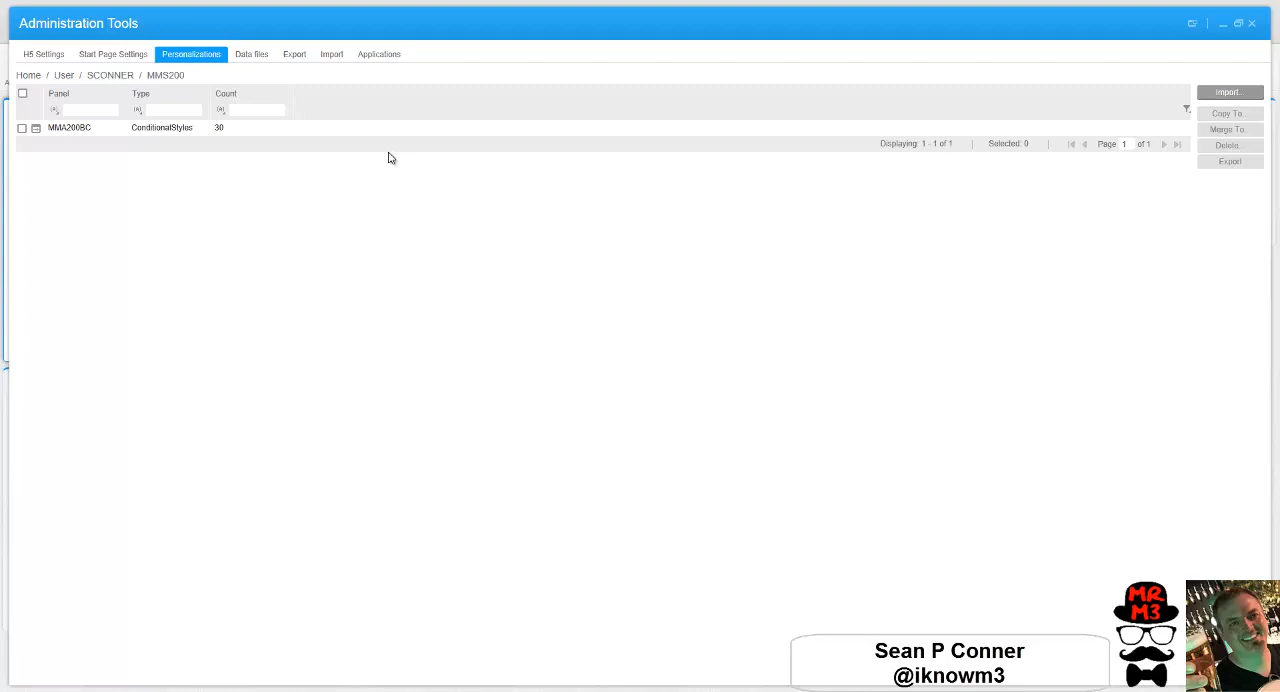 Administration Tools
H5 Settings Start Page Settings Personalizations Data files Export Import Applications
Home / User / SCONNER / MMS200
Panel Type Count
Import...
Copy To...
MMA200BC ConditionalStyles 30
Merge To...
Displaying: 1 - 1 of 1 | Selected: 0 | Page 1 of 1
Delete...
Export
MR
M3
Sean P Conner
@iknowm3